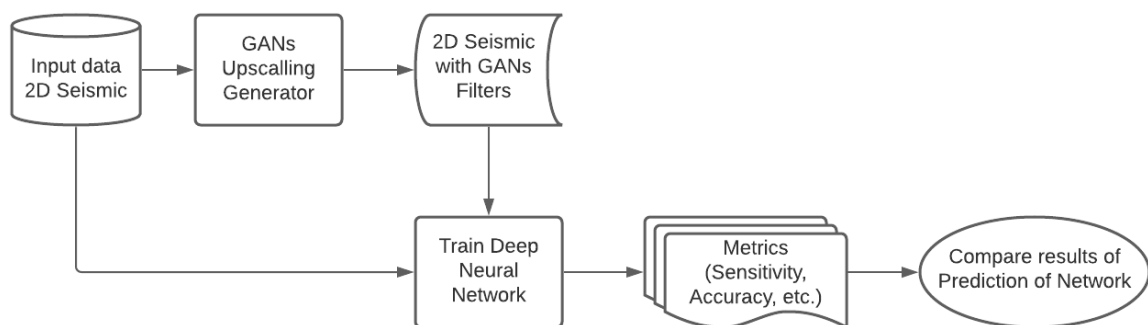 Input data
2D Seismic
GANs
Upscalling
Generator
2D Seismic
with GANs
Filters
Train Deep
Neural
Network
Metrics
(Sensitivity,
Accuracy, etc.)
Compare results of
Prediction of Network